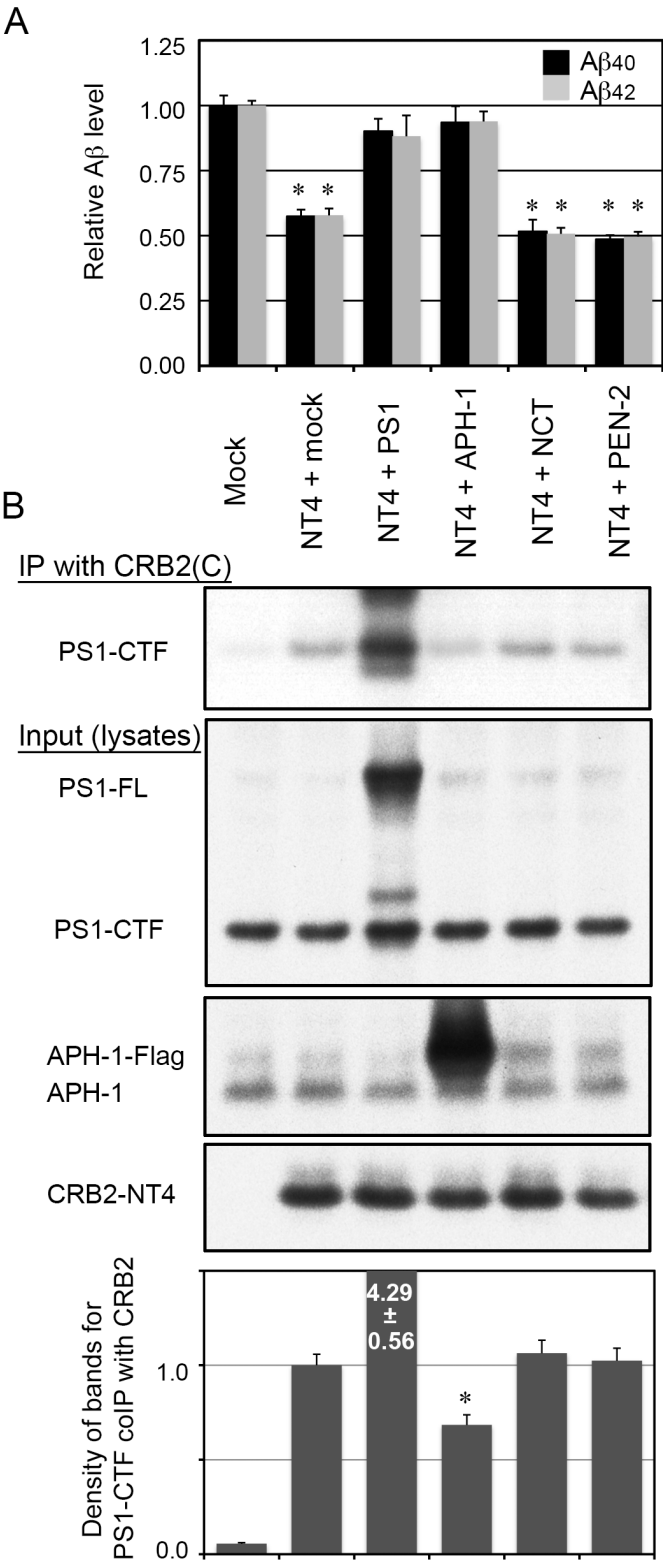 A
1.25
1.00
0.75
0.50
0.25
0.00
Relative Aβ level
Aβ40
Aβ42
* *
* *
* *
Mock
NT4 + mock
NT4 + PS1
NT4 + APH-1
NT4 + NCT
NT4 + PEN-2
B
IP with CRB2(C)
PS1-CTF
Input (lysates)
PS1-FL
PS1-CTF
APH-1-Flag
APH-1
CRB2-NT4
Density of bands for
PS1-CTF coIP with CRB2
1.0
0.0
4.29
±
0.56
*